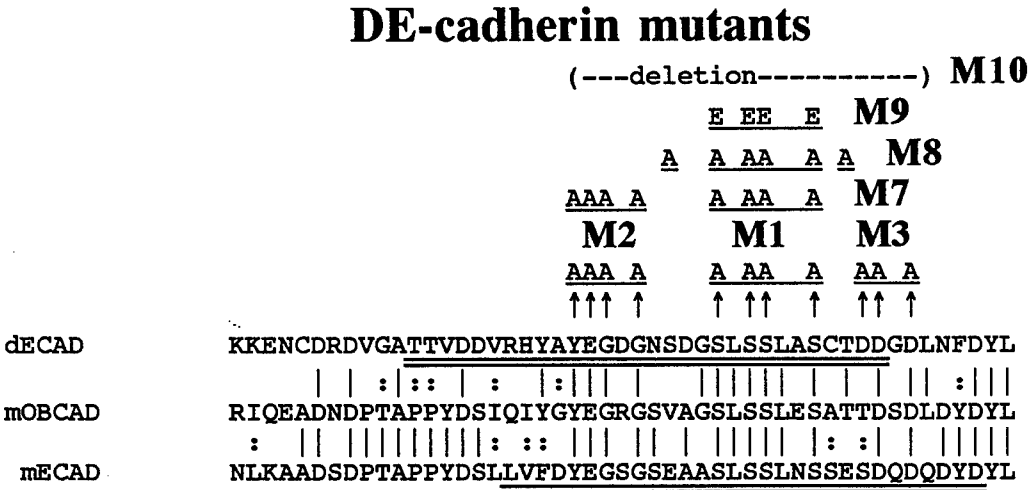 DE-cadherin mutants
(---deletion----------) M10
E EE E M9
A A AA A A M8
AAA A A AA A M7
M2 M1 M3
AAA A A AA A AA A
dECAD KKENCDRDVGATTVDDVRHYAYEGDGNSDGSLSSLASCTDDGDLNFDYL
mOBCAD RIQEADNDPTAPPYDSIQIYGYEGRGSVAGSLSSLESATTDSDLDYDYL
mECAD NLKAADSDPTAPPYDSLLVFDYEGSGSEAASLSSLNSSESDQDQDYDYL